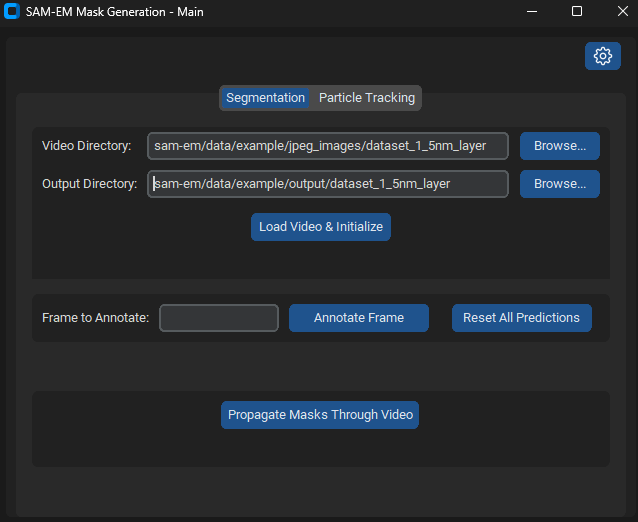 SAM-EM Mask Generation - Main
Segmentation Particle Tracking
Video Directory: sam-em/data/example/jpeg_images/dataset_1_5nm_layer Browse...
Output Directory: sam-em/data/example/output/dataset_1_5nm_layer Browse...
Load Video & Initialize
Frame to Annotate: Annotate Frame Reset All Predictions
Propagate Masks Through Video